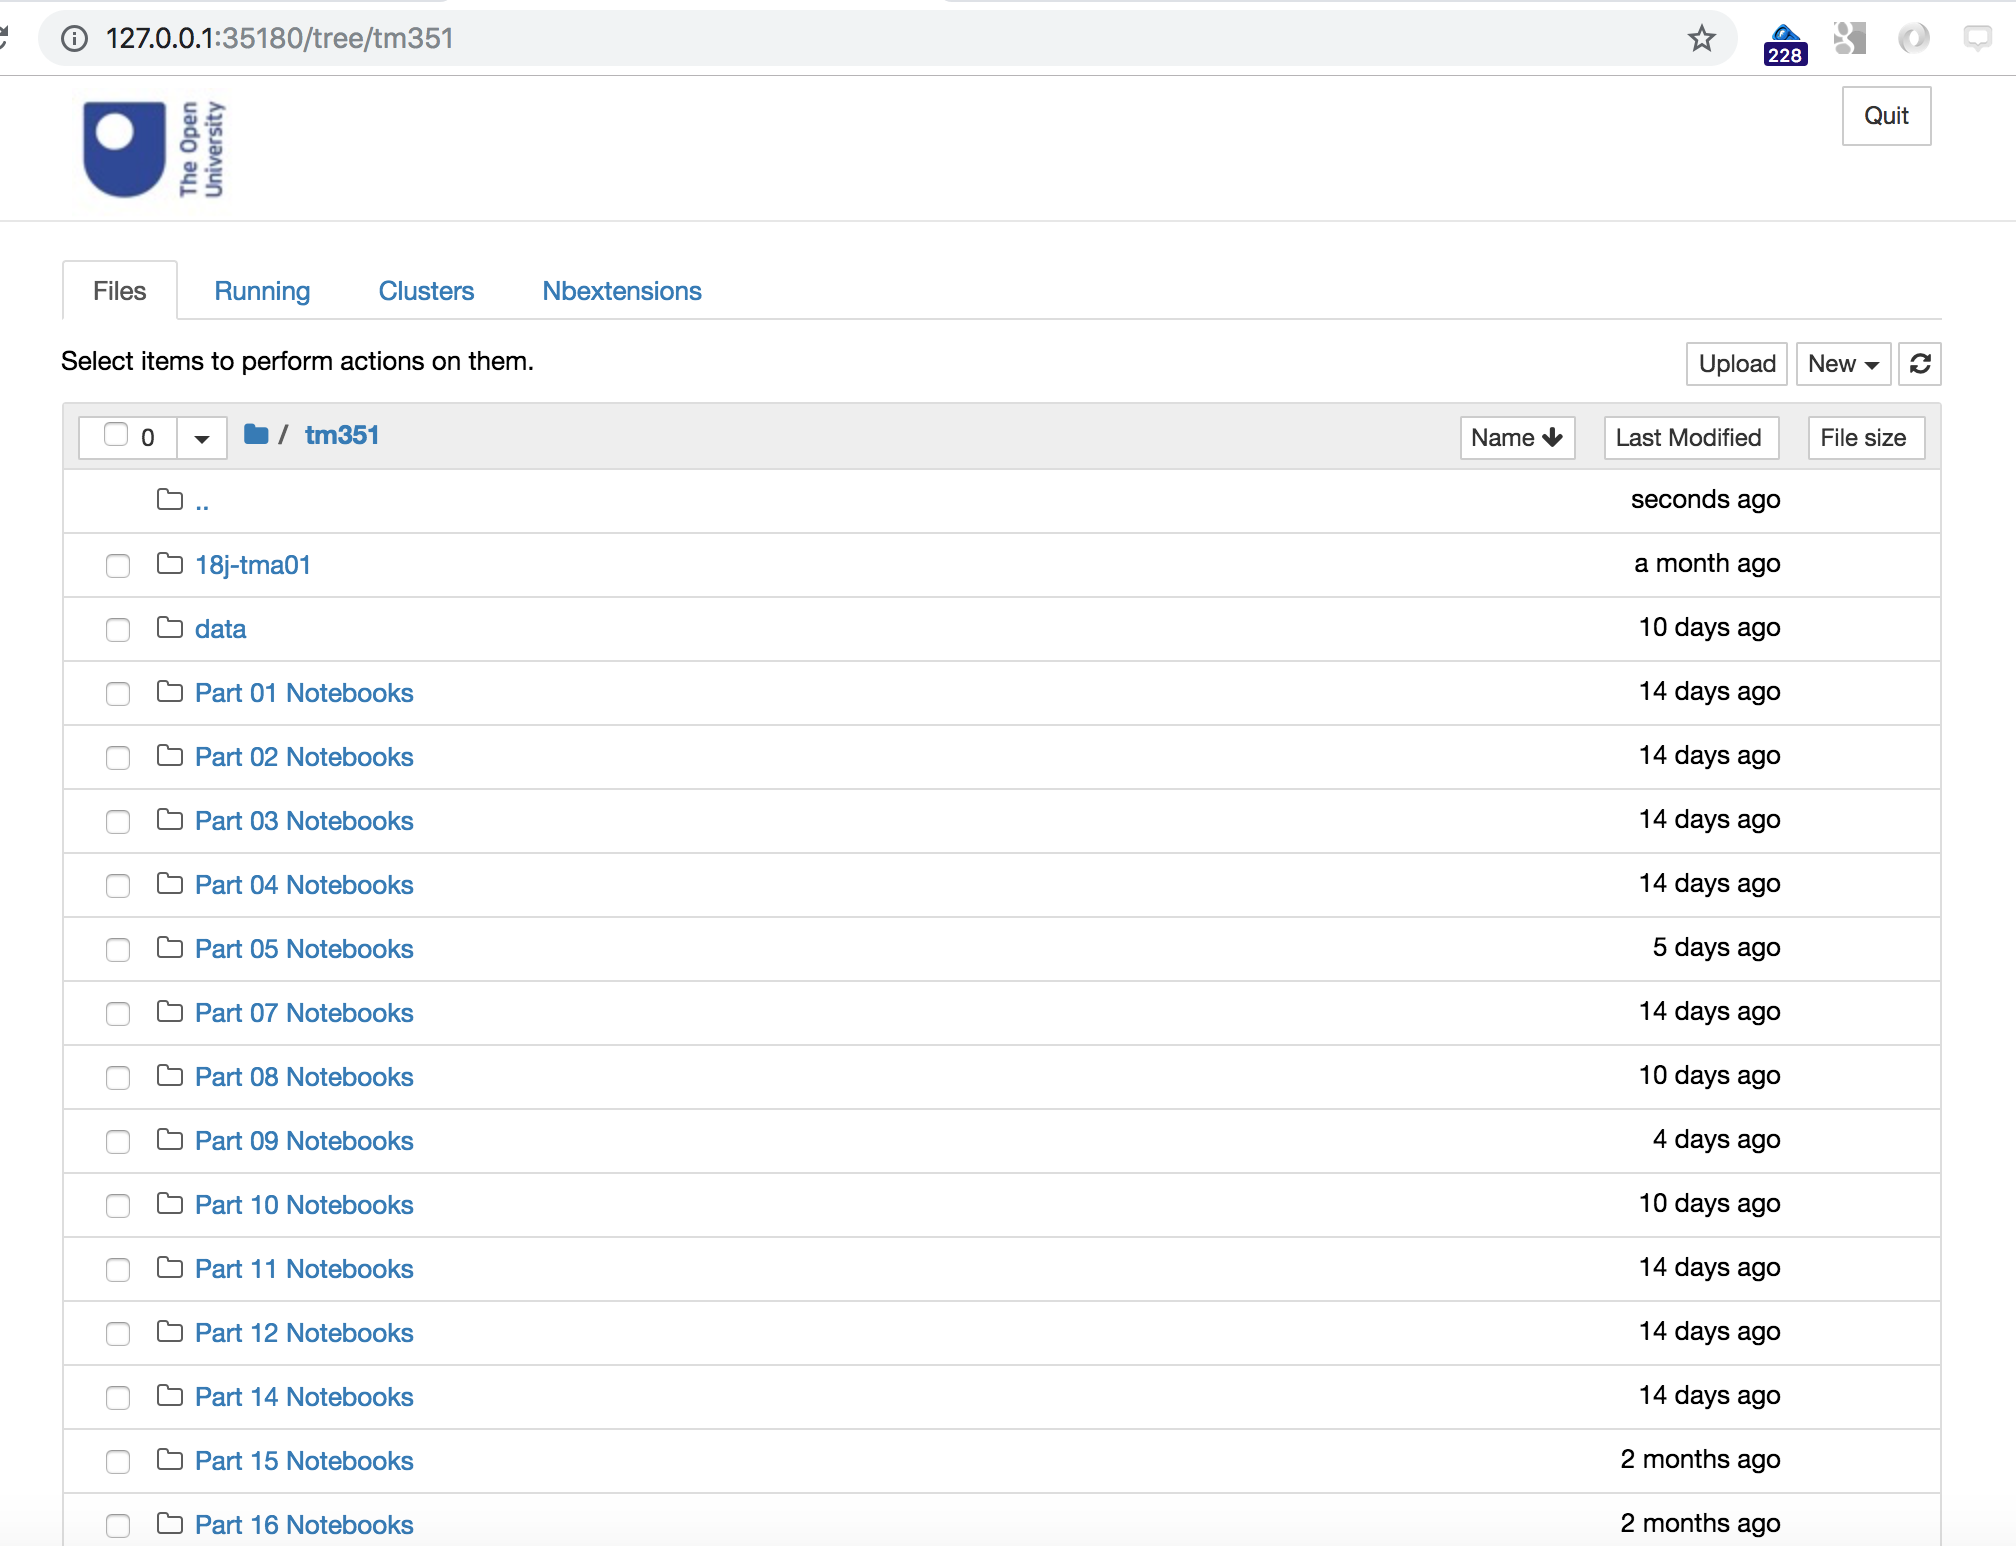 127.0.0.1:35180/tree/tm351
228
The Open
University
Quit
Files Running Clusters Nbextensions
Select items to perform actions on them.
Upload New
0 / tm351 Name Last Modified File size
.. seconds ago
18j-tma01 a month ago
data 10 days ago
Part 01 Notebooks 14 days ago
Part 02 Notebooks 14 days ago
Part 03 Notebooks 14 days ago
Part 04 Notebooks 14 days ago
Part 05 Notebooks 5 days ago
Part 07 Notebooks 14 days ago
Part 08 Notebooks 10 days ago
Part 09 Notebooks 4 days ago
Part 10 Notebooks 10 days ago
Part 11 Notebooks 14 days ago
Part 12 Notebooks 14 days ago
Part 14 Notebooks 14 days ago
Part 15 Notebooks 2 months ago
Part 16 Notebooks 2 months ago